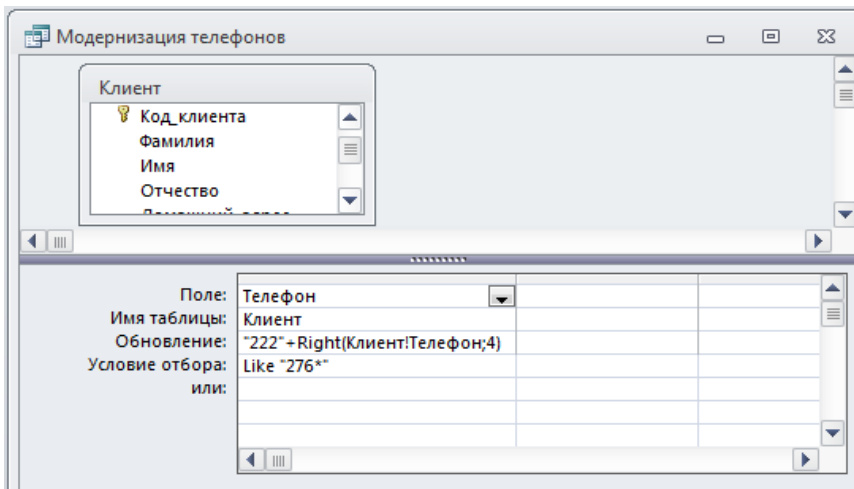 Модернизация телефонов
Клиент
Код_клиента
Фамилия
Имя
Отчество
Домашний_адрес
Поле: Телефон
Имя таблицы: Клиент
Обновление: "222"+Right(Клиент!Телефон;4)
Условие отбора: Like "276*"
или: